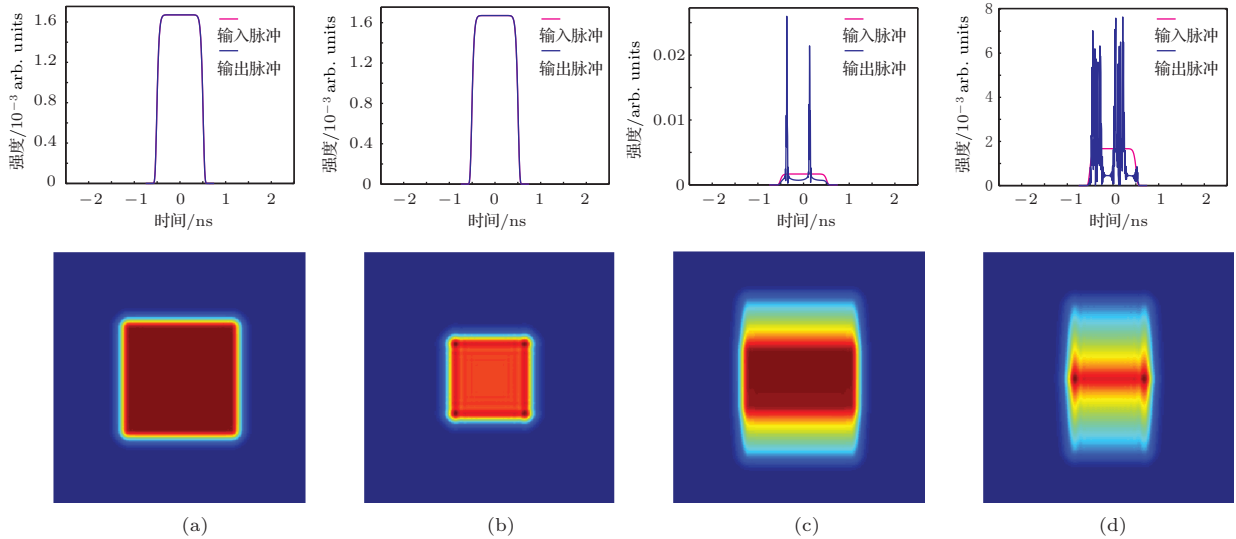 1.6
1.2
0.8
0.4
0
强度/10⁻³ arb. units
输入脉冲
输出脉冲
−2 −1 0 1 2
时间/ns
1.6
1.2
0.8
0.4
0
强度/10⁻³ arb. units
输入脉冲
输出脉冲
−2 −1 0 1 2
时间/ns
0.02
0.01
0
强度/arb. units
输入脉冲
输出脉冲
−2 −1 0 1 2
时间/ns
8
6
4
2
0
强度/10⁻³ arb. units
输入脉冲
输出脉冲
−2 −1 0 1 2
时间/ns
(a) (b) (c) (d)